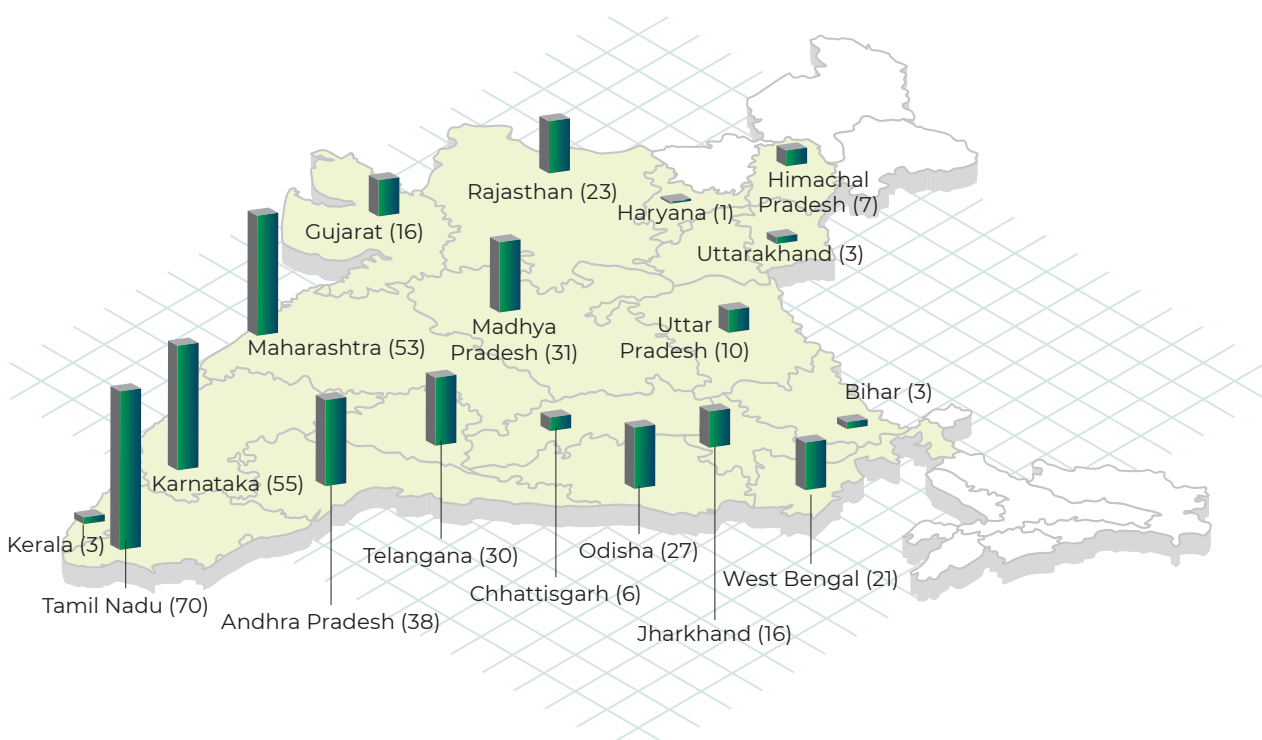 Rajasthan (23)
Himachal
Pradesh (7)
Haryana (1)
Gujarat (16)
Uttarakhand (3)
Madhya
Pradesh (31)
Uttar
Pradesh (10)
Maharashtra (53)
Bihar (3)
Karnataka (55)
Kerala (3)
Telangana (30)
Odisha (27)
West Bengal (21)
Chhattisgarh (6)
Tamil Nadu (70)
Andhra Pradesh (38)
Jharkhand (16)